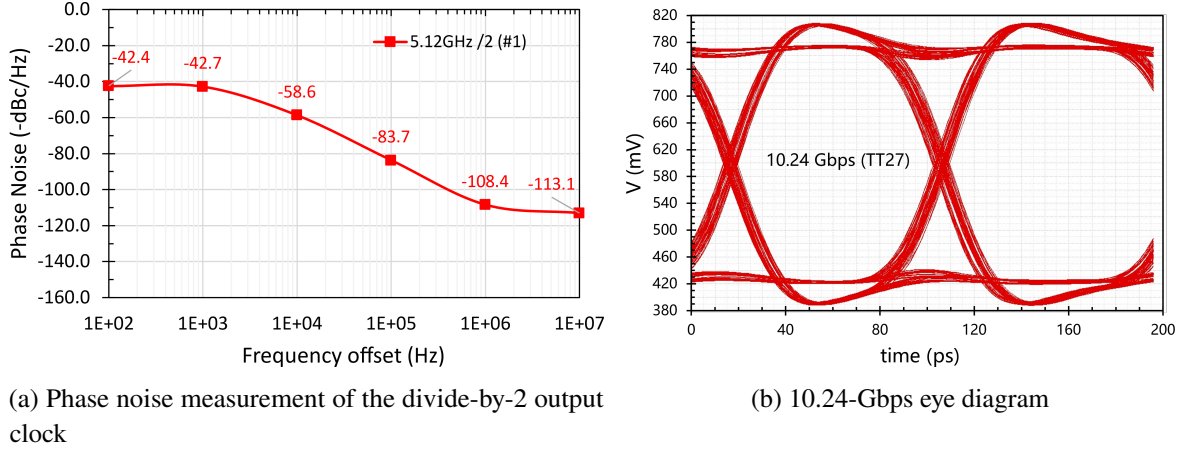 0.0
-20.0
-40.0
-60.0
-80.0
-100.0
-120.0
-140.0
-160.0
Phase Noise (-dBc/Hz)
5.12GHz /2 (#1)
-42.4
-42.7
-58.6
-83.7
-108.4
-113.1
1E+02 1E+03 1E+04 1E+05 1E+06 1E+07
Frequency offset (Hz)
(a) Phase noise measurement of the divide-by-2 output
clock
820
780
740
700
660
620
580
540
500
460
420
380
V (mV)
10.24 Gbps (TT27)
0 40 80 120 160 200
time (ps)
(b) 10.24-Gbps eye diagram